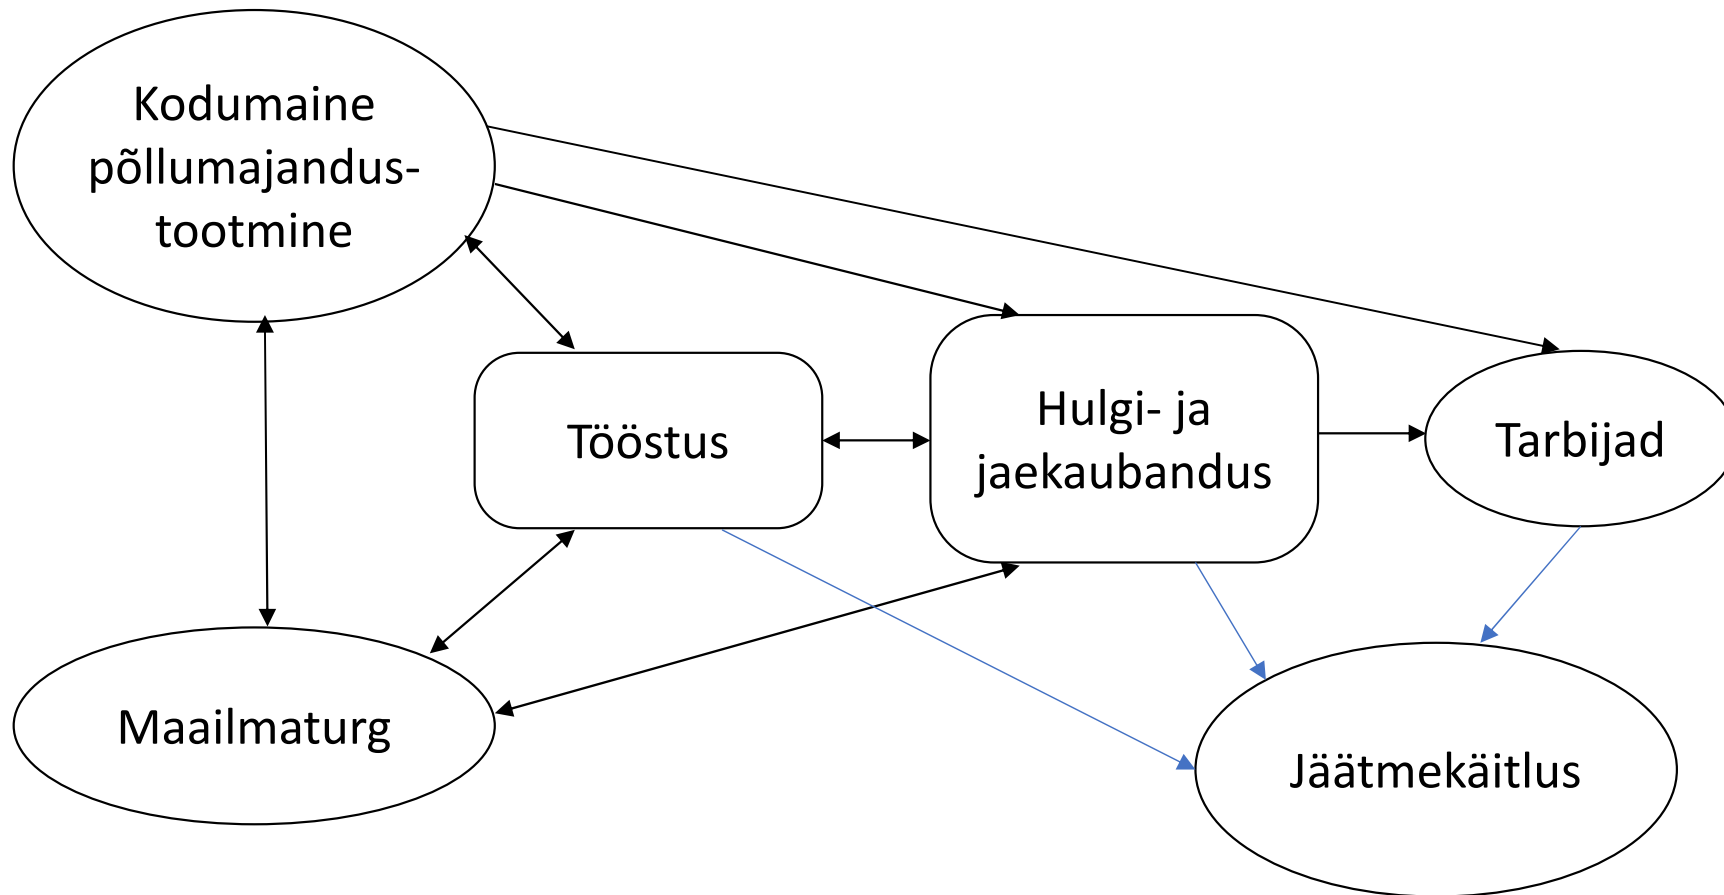 Kodumaine
põllumajandus-
tootmine
Tööstus
Hulgi- ja
jaekaubandus
Tarbijad
Maailmaturg
Jäätmekäitlus